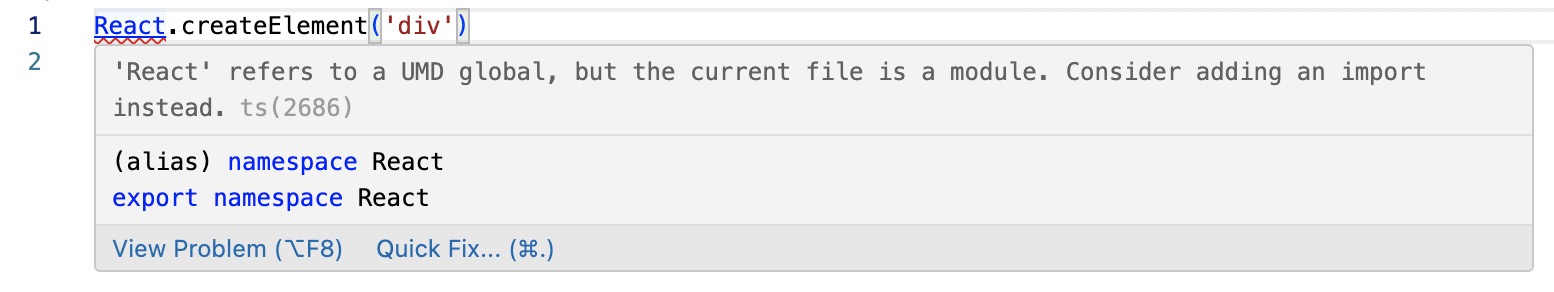 1 React.createElement('div')
2
'React' refers to a UMD global, but the current file is a module. Consider adding an import
instead. ts(2686)
(alias) namespace React
export namespace React
View Problem (⌥F8) Quick Fix... (⌘.)